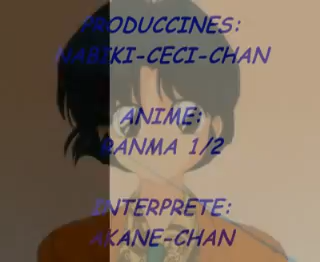 PRODUCCINES:
NABIKI-CECI-CHAN
ANIME:
RANMA 1/2
INTERPRETE:
AKANE-CHAN